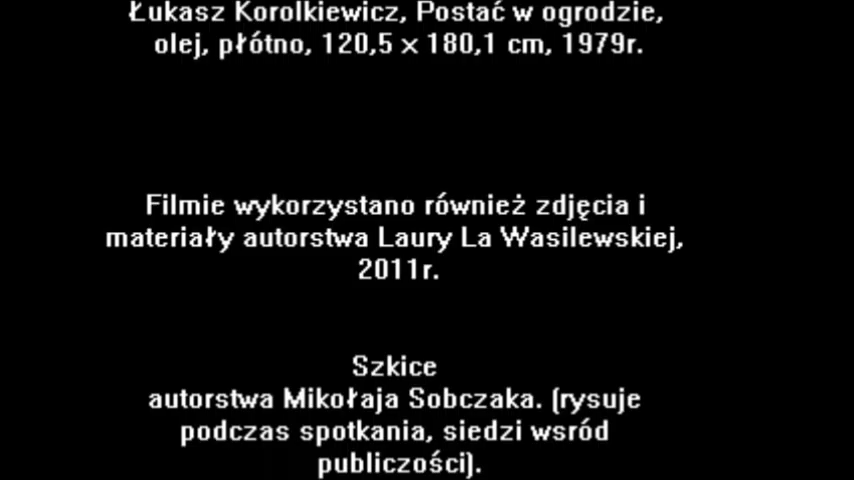 Łukasz Korolkiewicz, Postać w ogrodzie,
olej, płótno, 120,5 × 180,1 cm, 1979r.
Filmie wykorzystano również zdjęcia i
materiały autorstwa Laury La Wasilewskiej,
2011r.
Szkice
autorstwa Mikołaja Sobczaka. (rysuje
podczas spotkania, siedzi wsród
publiczości).